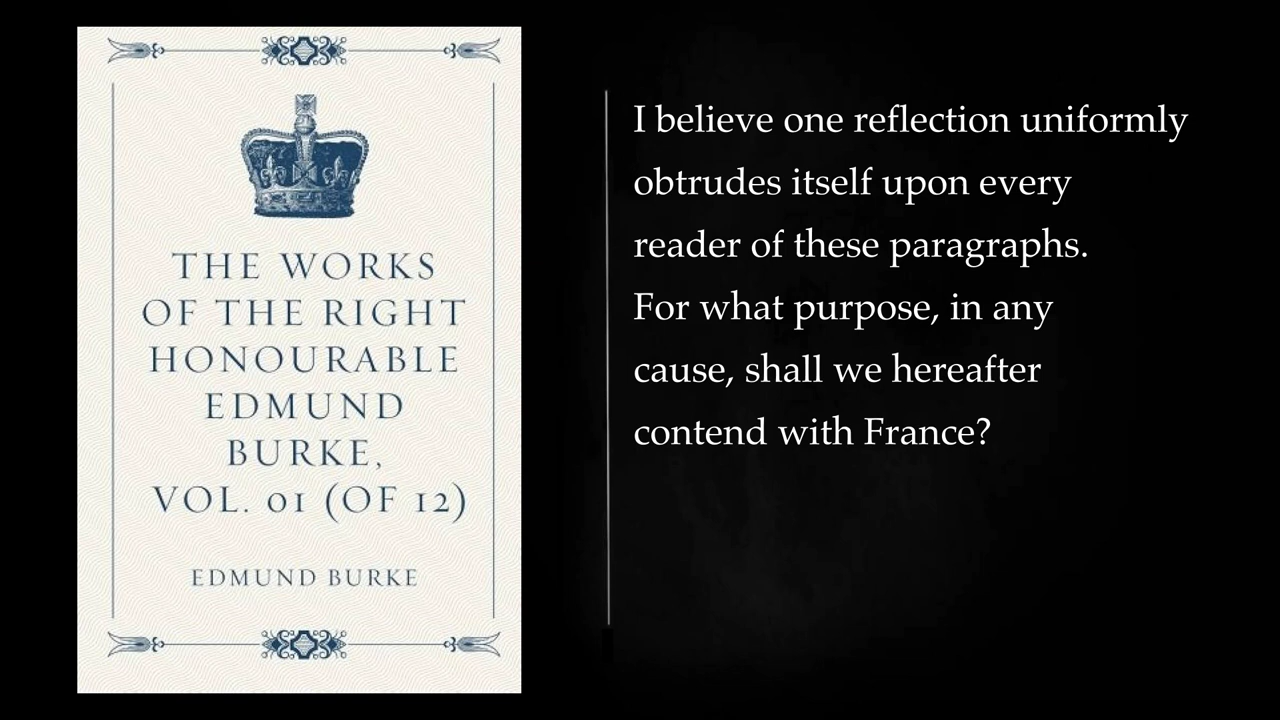 THE WORKS
OF THE RIGHT
HONOURABLE
EDMUND
BURKE,
VOL. 01 (OF 12)
EDMUND BURKE
I believe one reflection uniformly
obtrudes itself upon every
reader of these paragraphs.
For what purpose, in any
cause, shall we hereafter
contend with France?